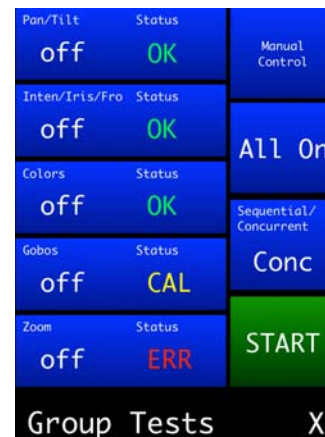 Pan/Tilt Status
off OK
Manual
Control
Inten/Iris/Fro Status
off OK
All On
Colors Status
off OK
Sequential/
Concurrent
Conc
Gobos Status
off CAL
Zoom Status
off ERR
START
Group Tests X